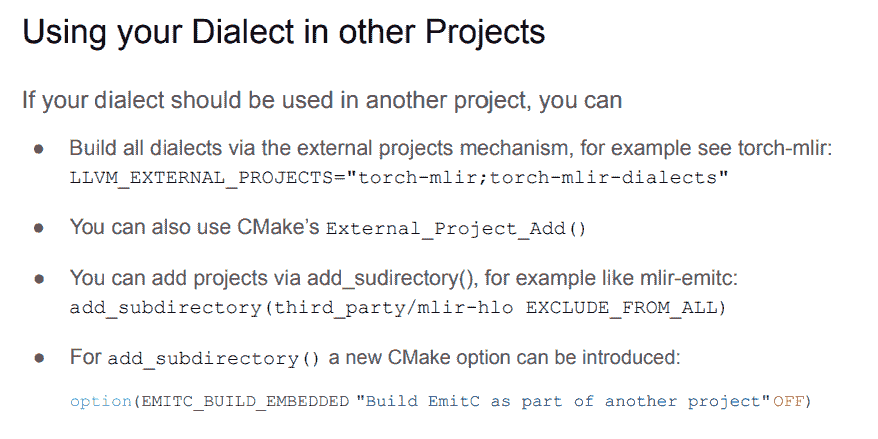 Using your Dialect in other Projects
If your dialect should be used in another project, you can
● Build all dialects via the external projects mechanism, for example see torch-mlir:
LLVM_EXTERNAL_PROJECTS="torch-mlir;torch-mlir-dialects"
● You can also use CMake's External_Project_Add()
● You can add projects via add_sudirectory(), for example like mlir-emitc:
add_subdirectory(third_party/mlir-hlo EXCLUDE_FROM_ALL)
● For add_subdirectory() a new CMake option can be introduced:
option(EMITC_BUILD_EMBEDDED "Build EmitC as part of another project"OFF)